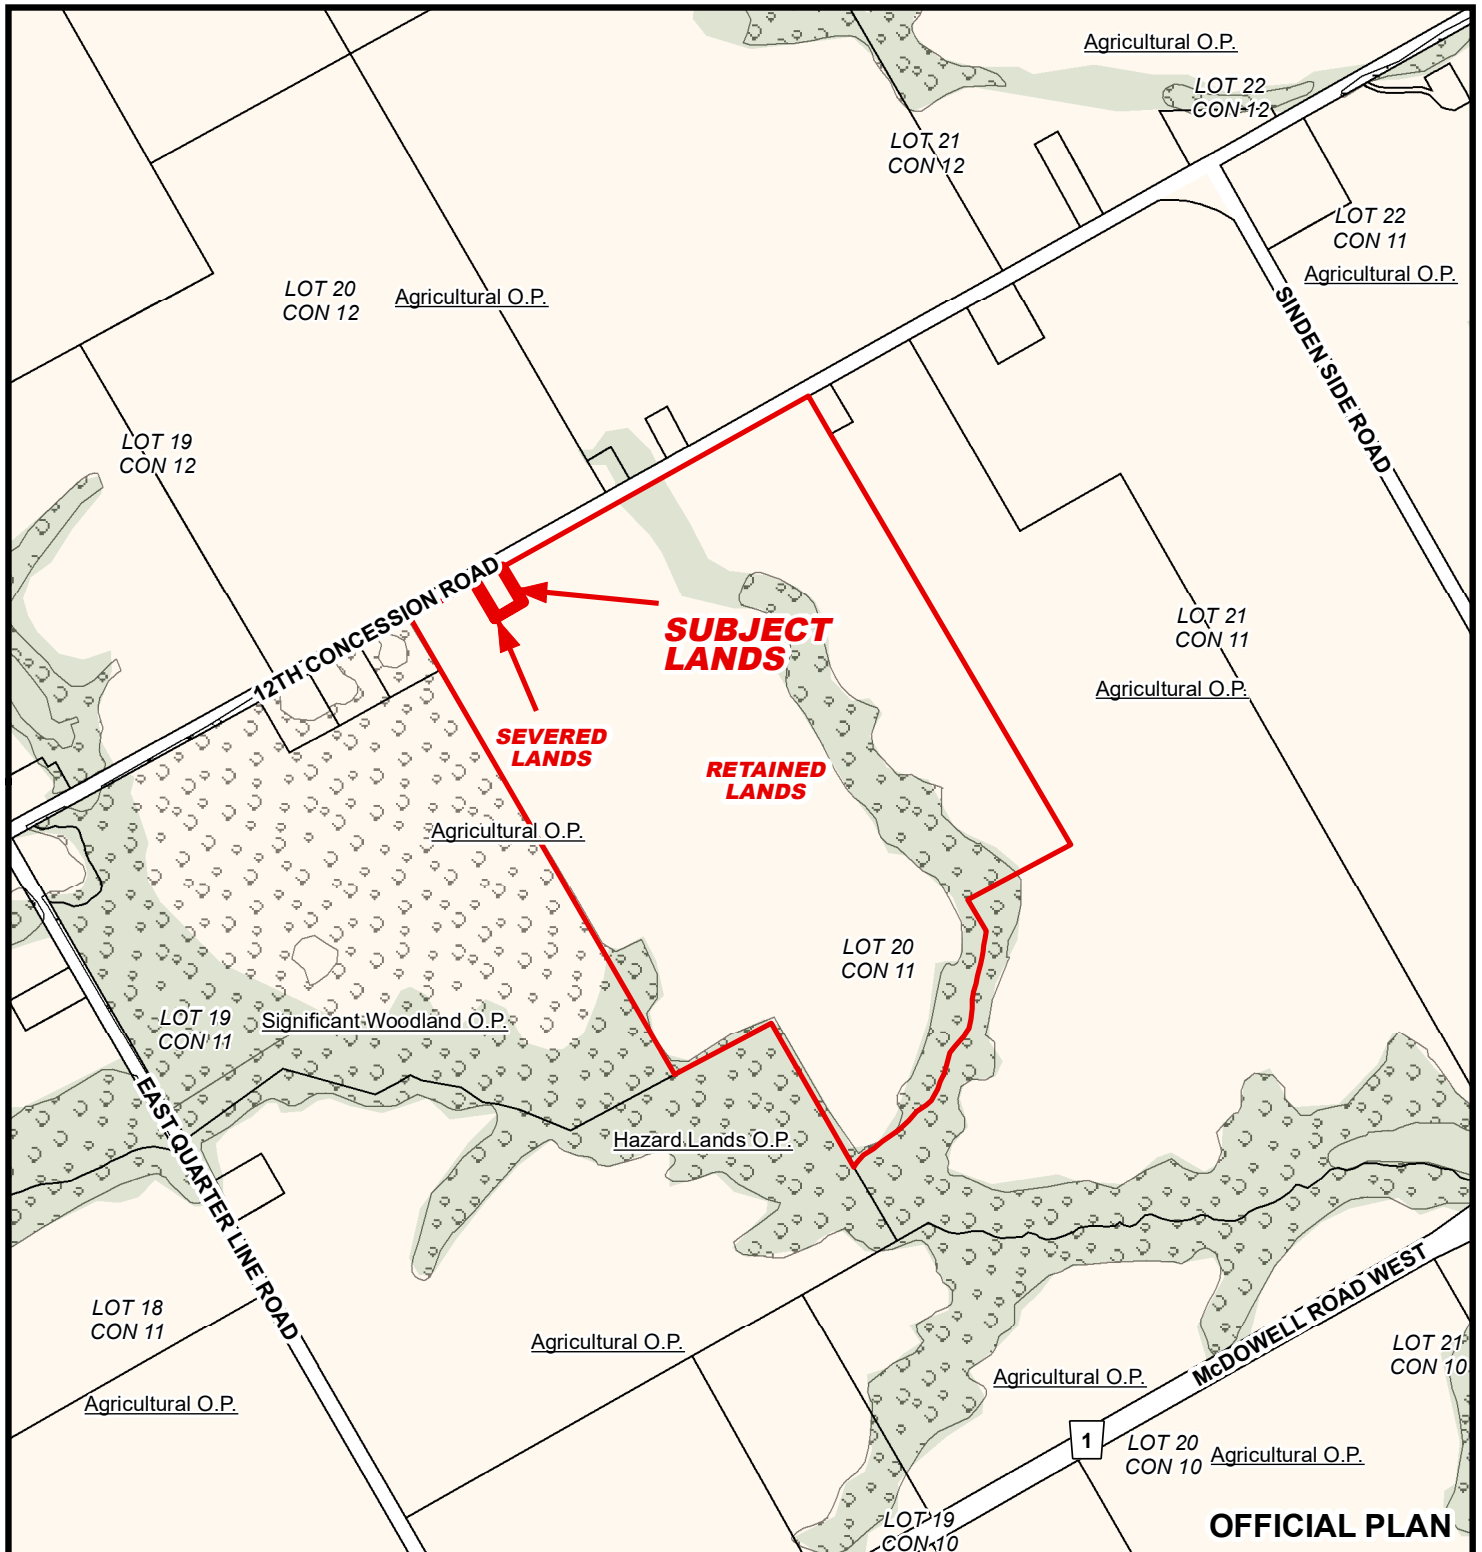 Agricultural O.P.
LOT 22
CON 12
LOT 21
CON 12
LOT 22
CON 11
Agricultural O.P.
LOT 20
CON 12
Agricultural O.P.
SINDEN SIDE ROAD
LOT 19
CON 12
12TH CONCESSION ROAD
SUBJECT
LANDS
LOT 21
CON 11
Agricultural O.P.
SEVERED
LANDS
RETAINED
LANDS
Agricultural O.P.
LOT 20
CON 11
LOT 19
CON 11
Significant Woodland O.P.
EAST QUARTER LINE ROAD
Hazard Lands O.P.
LOT 18
CON 11
Agricultural O.P.
Agricultural O.P.
McDOWELL ROAD WEST
LOT 21
CON 10
Agricultural O.P.
1
LOT 20
CON 10
Agricultural O.P.
LOT 19
CON 10
OFFICIAL PLAN